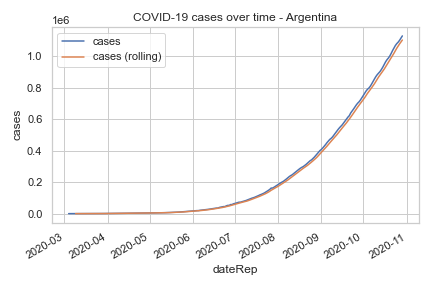 COVID-19 cases over time - Argentina
1e6
cases
cases (rolling)
1.0
0.8
0.6
0.4
0.2
0.0
cases
2020-03
2020-04
2020-05
2020-06
2020-07
2020-08
2020-09
2020-10
2020-11
dateRep